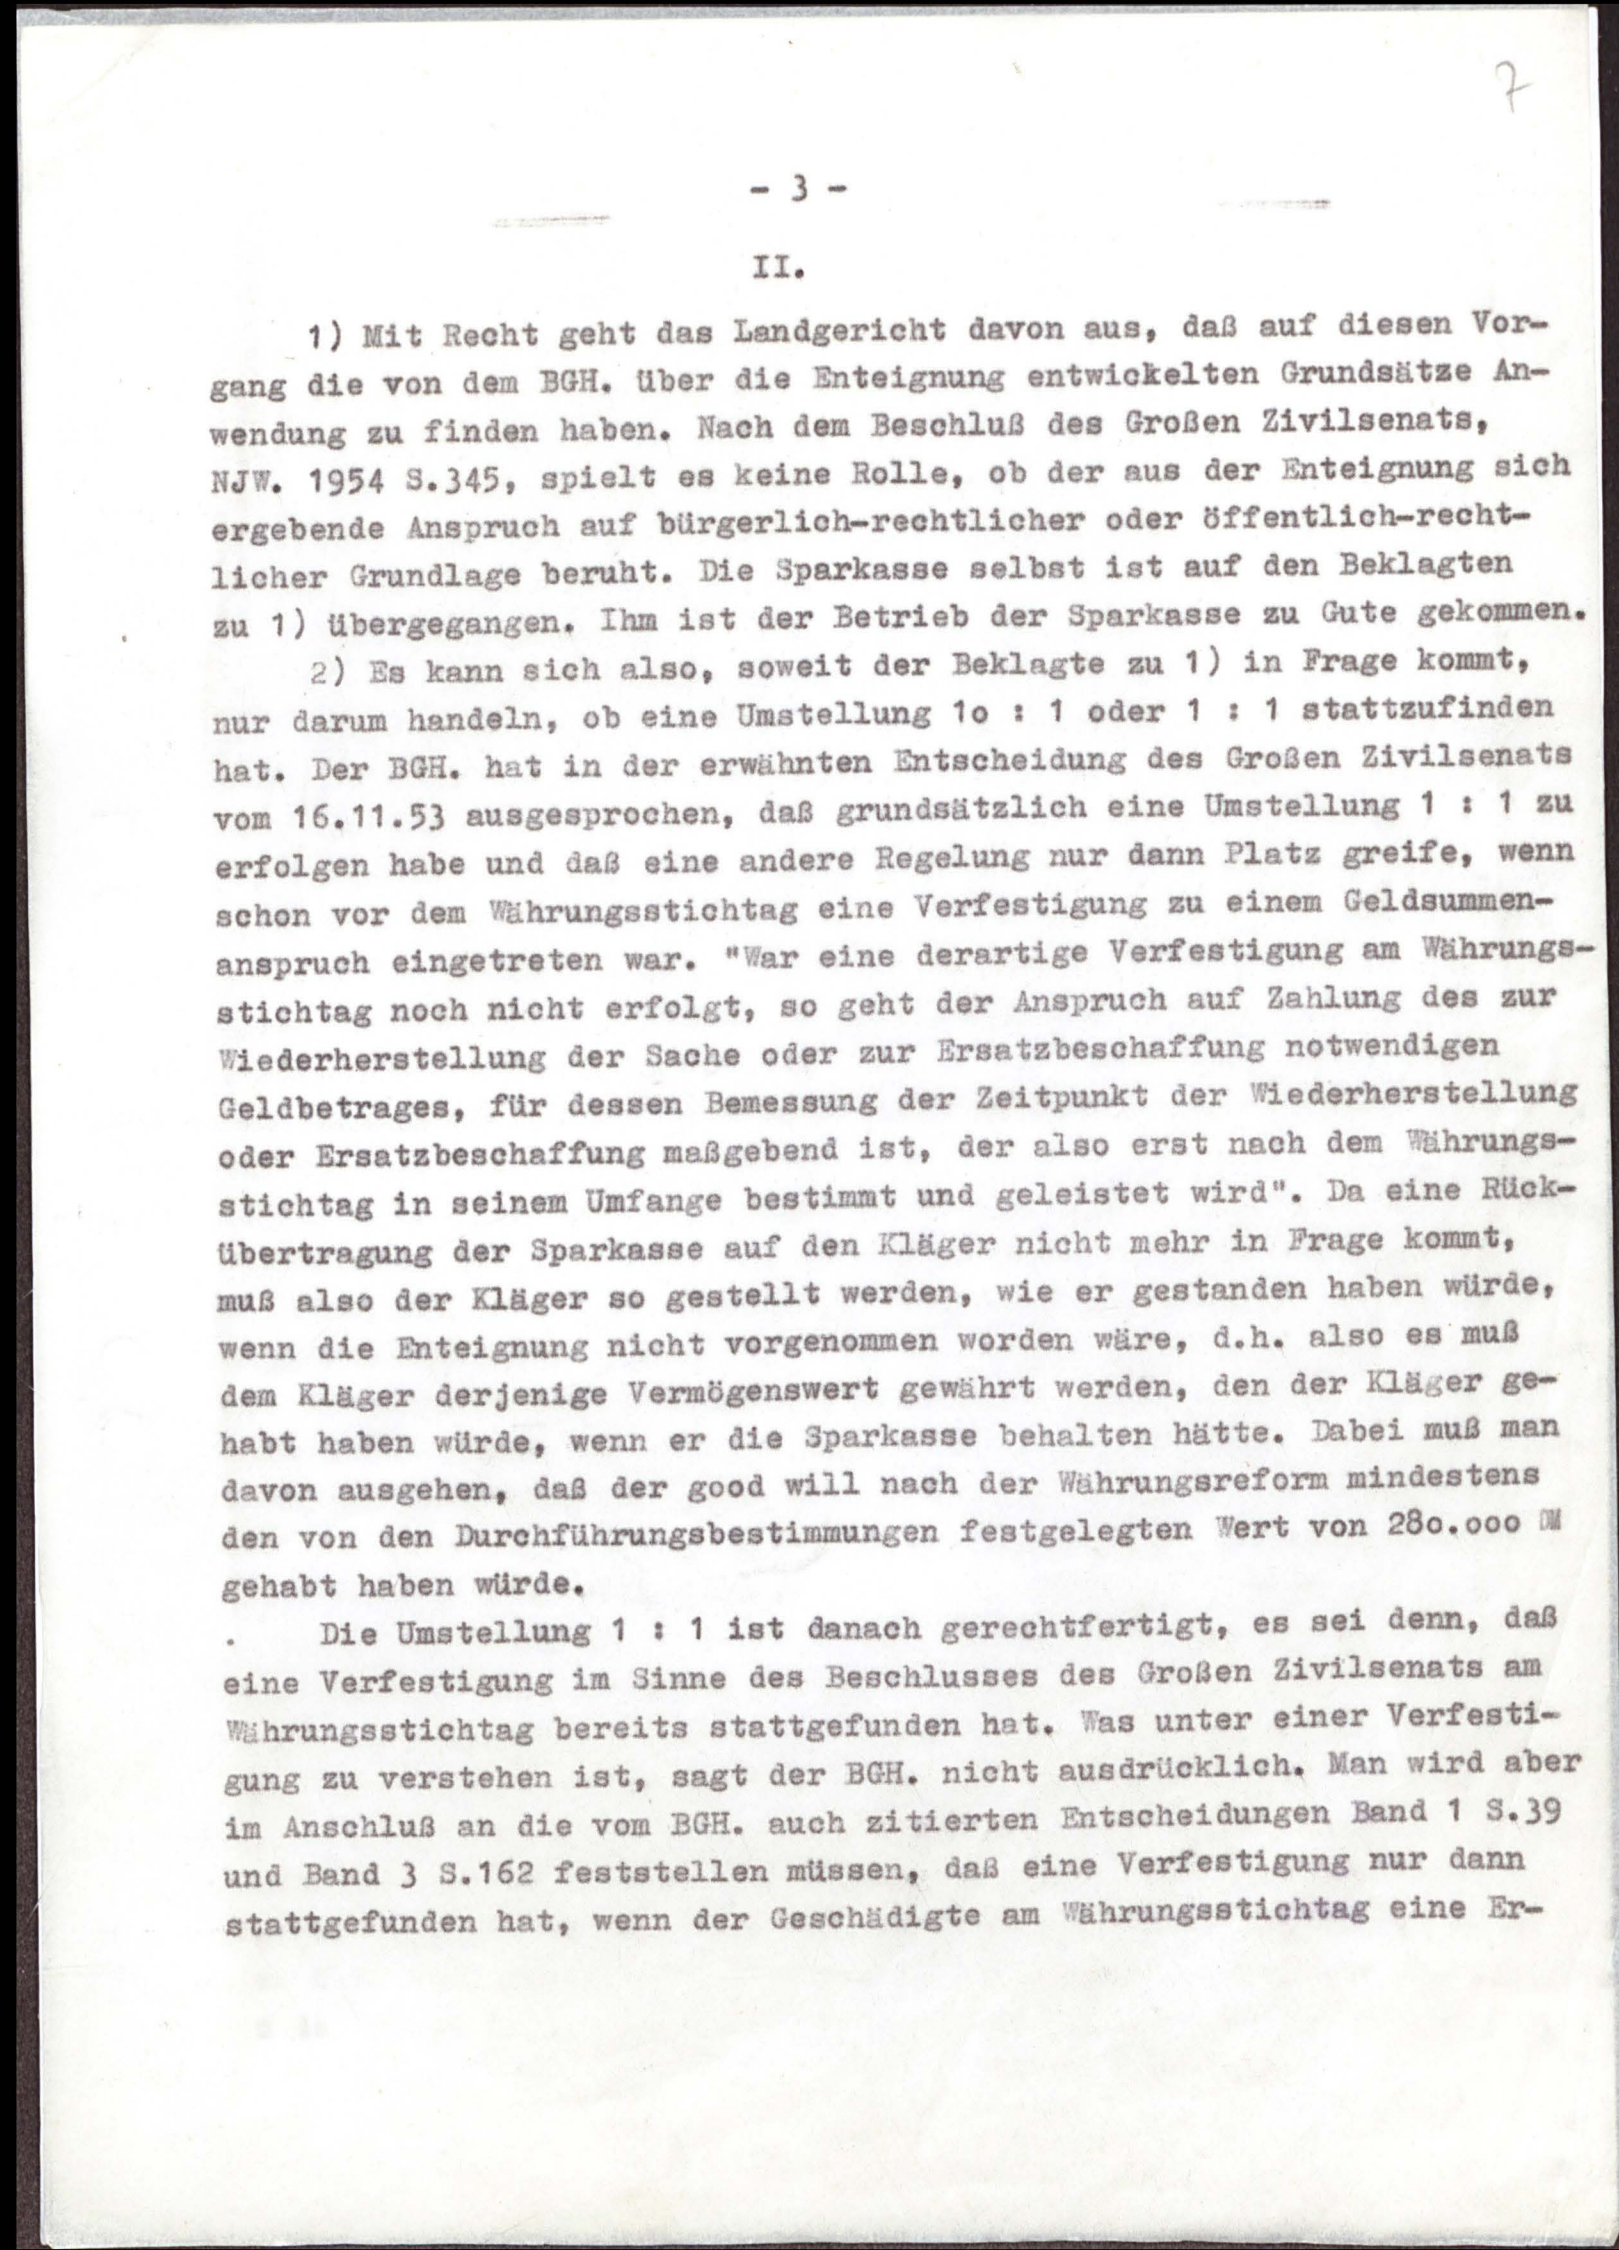 7
- 3 -
II.
1) Mit Recht geht das Landgericht davon aus, daß auf diesen Vor-
gang die von dem BGH. über die Enteignung entwickelten Grundsätze An-
wendung zu finden haben. Nach dem Beschluß des Großen Zivilsenats,
NJW. 1954 S.345, spielt es keine Rolle, ob der aus der Enteignung sich
ergebende Anspruch auf bürgerlich-rechtlicher oder öffentlich-recht-
licher Grundlage beruht. Die Sparkasse selbst ist auf den Beklagten
zu 1) übergegangen. Ihm ist der Betrieb der Sparkasse zu Gute gekommen.
2) Es kann sich also, soweit der Beklagte zu 1) in Frage kommt,
nur darum handeln, ob eine Umstellung 1o : 1 oder 1 : 1 stattzufinden
hat. Der BGH. hat in der erwähnten Entscheidung des Großen Zivilsenats
vom 16.11.53 ausgesprochen, daß grundsätzlich eine Umstellung 1 : 1 zu
erfolgen habe und daß eine andere Regelung nur dann Platz greife, wenn
schon vor dem Währungsstichtag eine Verfestigung zu einem Geldsummen-
anspruch eingetreten war. "War eine derartige Verfestigung am Währungs-
stichtag noch nicht erfolgt, so geht der Anspruch auf Zahlung des zur
Wiederherstellung der Sache oder zur Ersatzbeschaffung notwendigen
Geldbetrages, für dessen Bemessung der Zeitpunkt der Wiederherstellung
oder Ersatzbeschaffung maßgebend ist, der also erst nach dem Währungs-
stichtag in seinem Umfange bestimmt und geleistet wird". Da eine Rück-
übertragung der Sparkasse auf den Kläger nicht mehr in Frage kommt,
muß also der Kläger so gestellt werden, wie er gestanden haben würde,
wenn die Enteignung nicht vorgenommen worden wäre, d.h. also es muß
dem Kläger derjenige Vermögenswert gewährt werden, den der Kläger ge-
habt haben würde, wenn er die Sparkasse behalten hätte. Dabei muß man
davon ausgehen, daß der good will nach der Währungsreform mindestens
den von den Durchführungsbestimmungen festgelegten Wert von 28o.ooo DM
gehabt haben würde.
. Die Umstellung 1 : 1 ist danach gerechtfertigt, es sei denn, daß
eine Verfestigung im Sinne des Beschlusses des Großen Zivilsenats am
Währungsstichtag bereits stattgefunden hat. Was unter einer Verfesti-
gung zu verstehen ist, sagt der BGH. nicht ausdrücklich. Man wird aber
im Anschluß an die vom BGH. auch zitierten Entscheidungen Band 1 S.39
und Band 3 S.162 feststellen müssen, daß eine Verfestigung nur dann
stattgefunden hat, wenn der Geschädigte am Währungsstichtag eine Er-